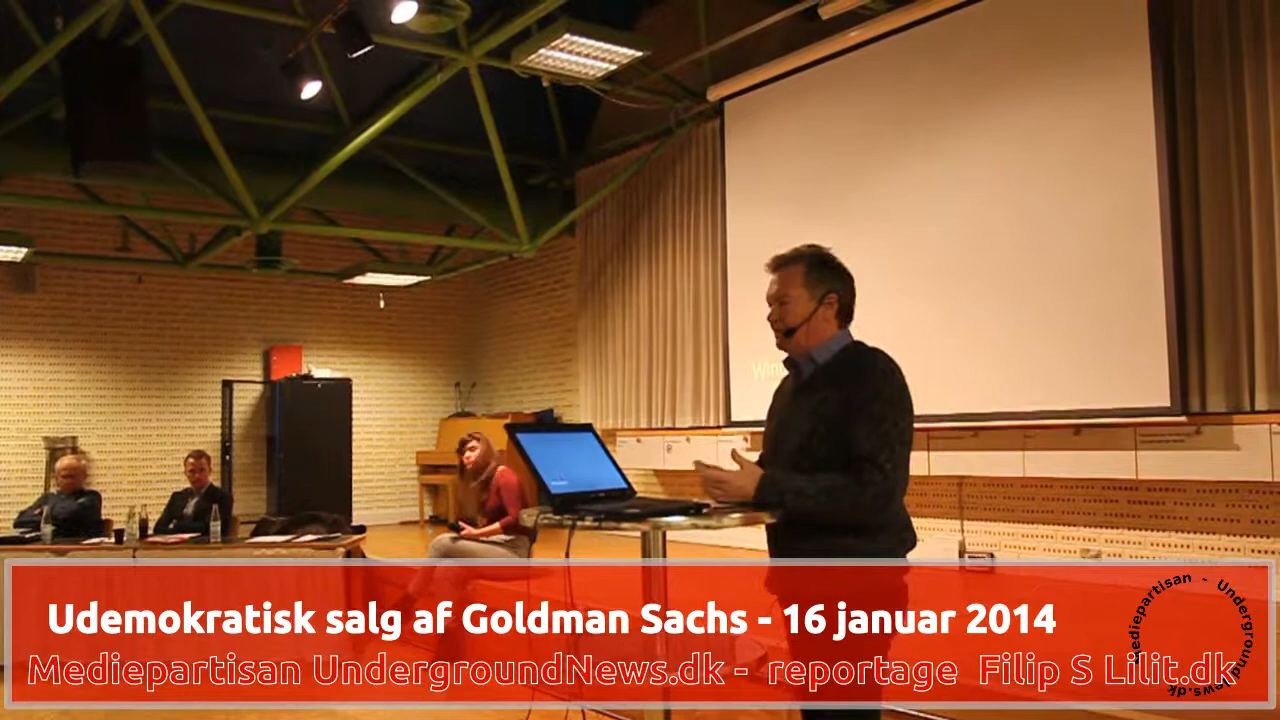 Udemokratisk salg af Goldman Sachs - 16 januar 2014
Mediepartisan UndergroundNews.dk - reportage Filip S Lilit.dk
Mediepartisan - UndergroundNews.dk